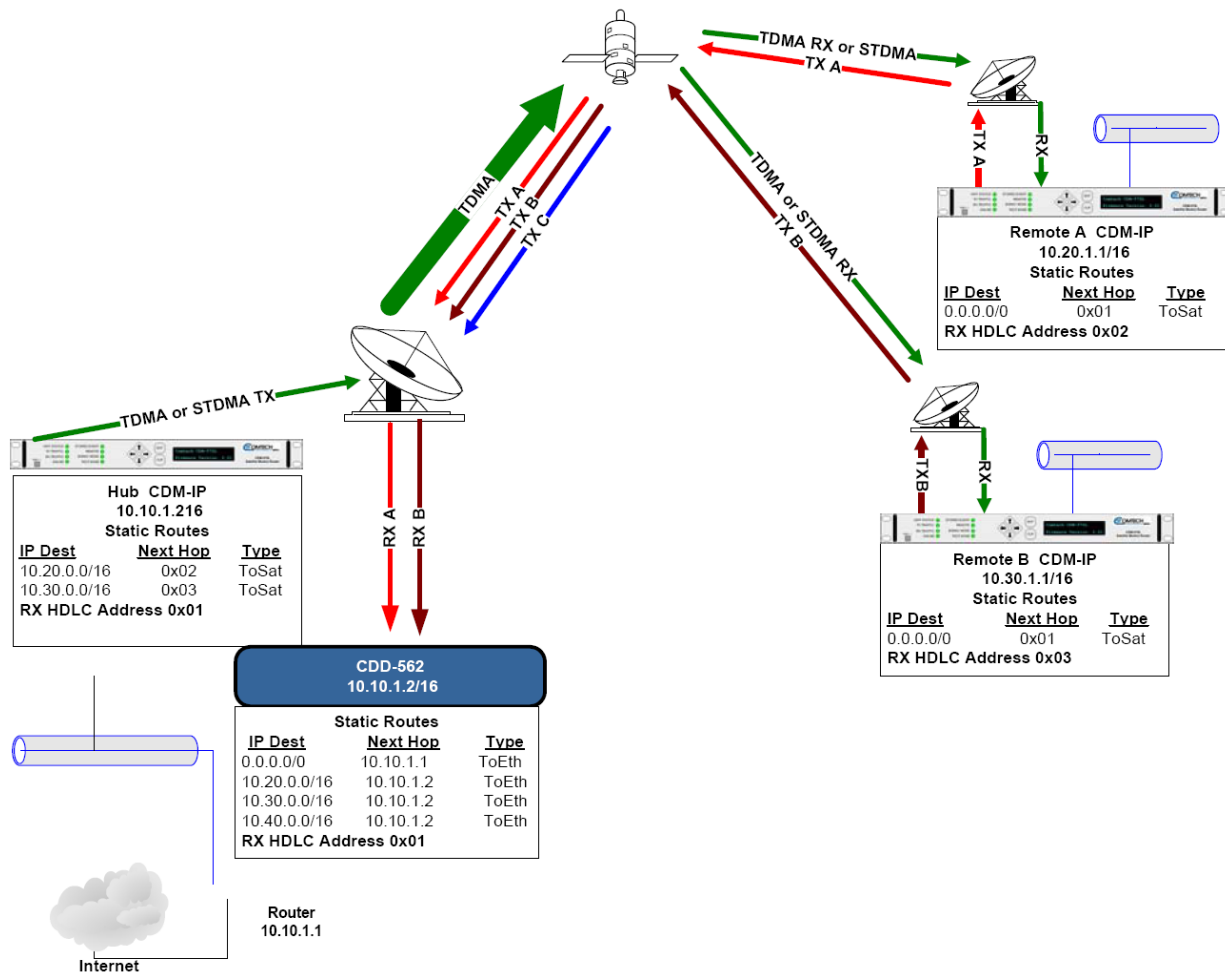 TDMA RX or STDMA
TX A
TDMA
TX A
TX B
TX C
TX A
RX
TDMA or STDMA RX
TX B
Remote A CDM-IP
10.20.1.1/16
Static Routes
IP Dest Next Hop Type
0.0.0.0/0 0x01 ToSat
RX HDLC Address 0x02
TDMA or STDMA TX
TXB
RX
Hub CDM-IP
10.10.1.216
Static Routes
IP Dest Next Hop Type
10.20.0.0/16 0x02 ToSat
10.30.0.0/16 0x03 ToSat
RX HDLC Address 0x01
RX A
RX B
Remote B CDM-IP
10.30.1.1/16
Static Routes
IP Dest Next Hop Type
0.0.0.0/0 0x01 ToSat
RX HDLC Address 0x03
CDD-562
10.10.1.2/16
Static Routes
IP Dest Next Hop Type
0.0.0.0/0 10.10.1.1 ToEth
10.20.0.0/16 10.10.1.2 ToEth
10.30.0.0/16 10.10.1.2 ToEth
10.40.0.0/16 10.10.1.2 ToEth
RX HDLC Address 0x01
Router
10.10.1.1
Internet